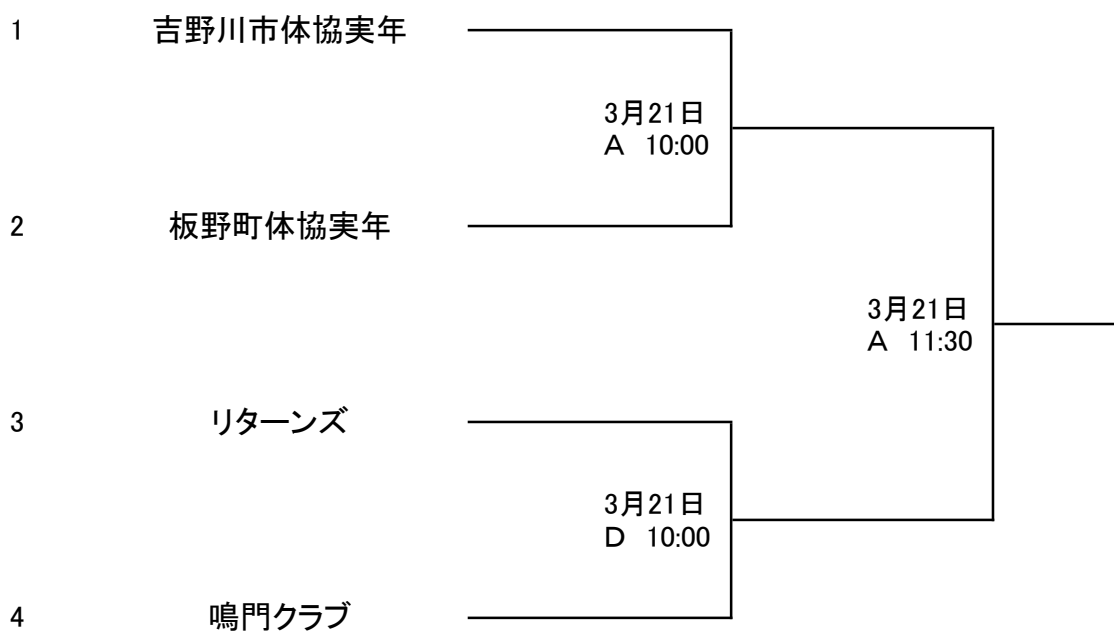 1 吉野川市体協実年
3月21日
A 10:00
2 板野町体協実年
3月21日
A 11:30
3 リターンズ
3月21日
D 10:00
4 鳴門クラブ